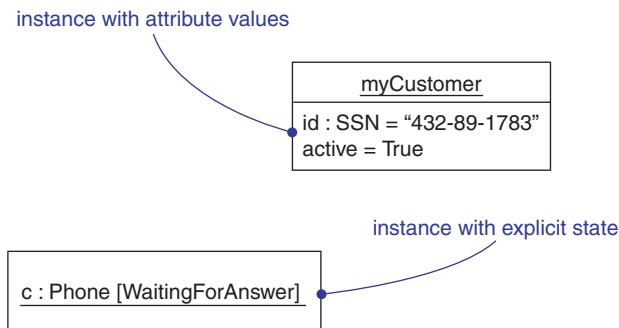 instance with attribute values
myCustomer
id : SSN = “432-89-1783”
active = True
instance with explicit state
c : Phone [WaitingForAnswer]